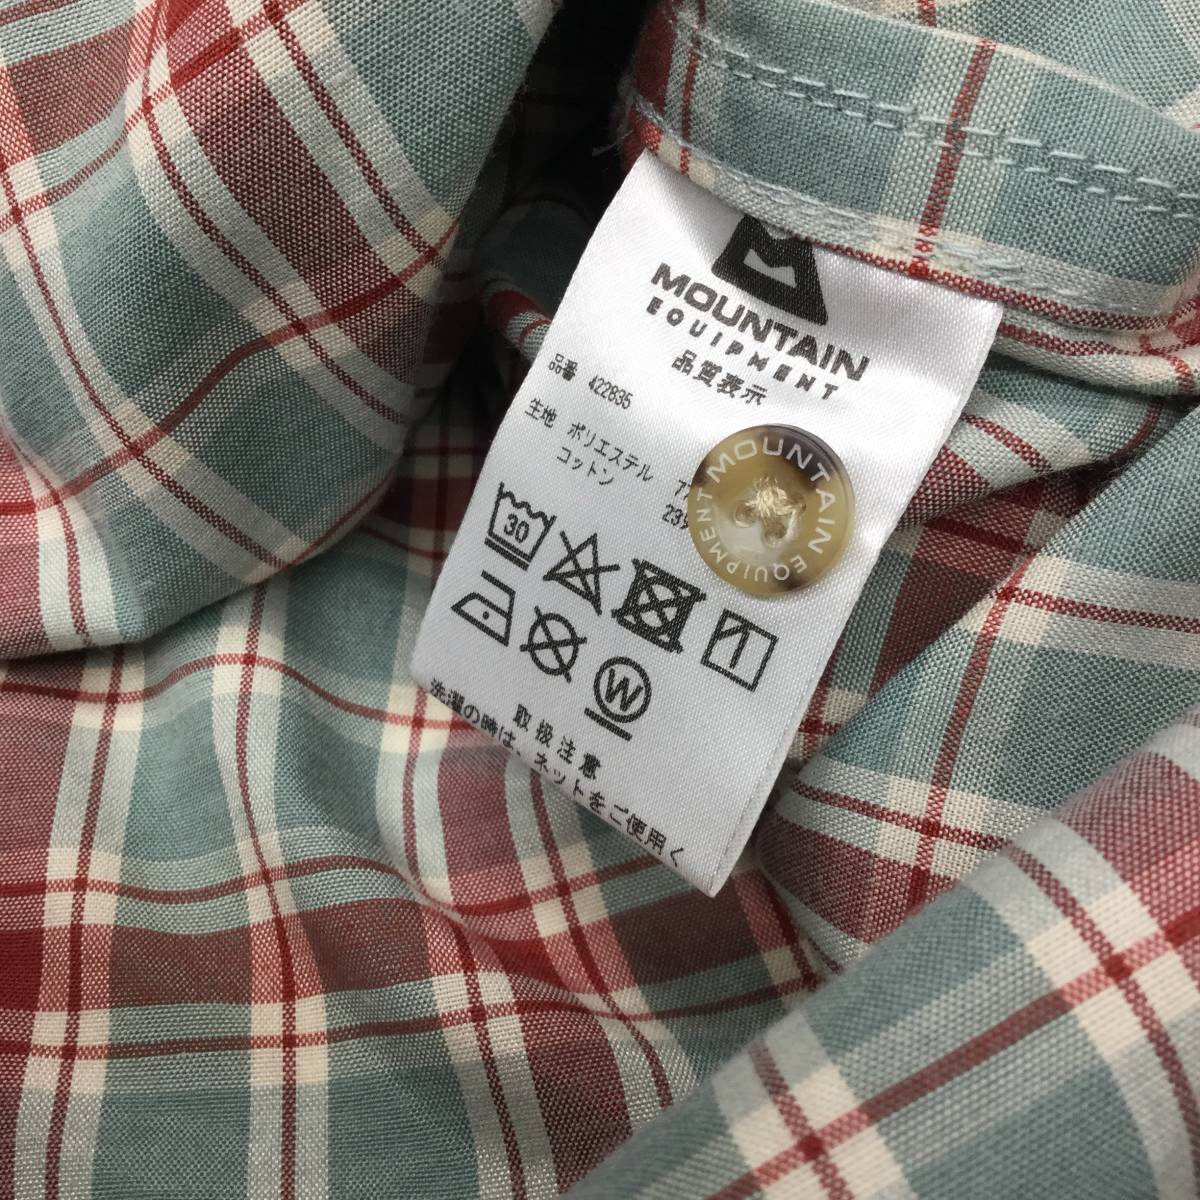 MOUNTAIN
EQUIPMENT
品質表示
品番 422835
生地 ポリエステル
コットン
MOUNTAIN EQUIPMENT
30
W
取扱注意
洗濯の時は、ネットをご使用く